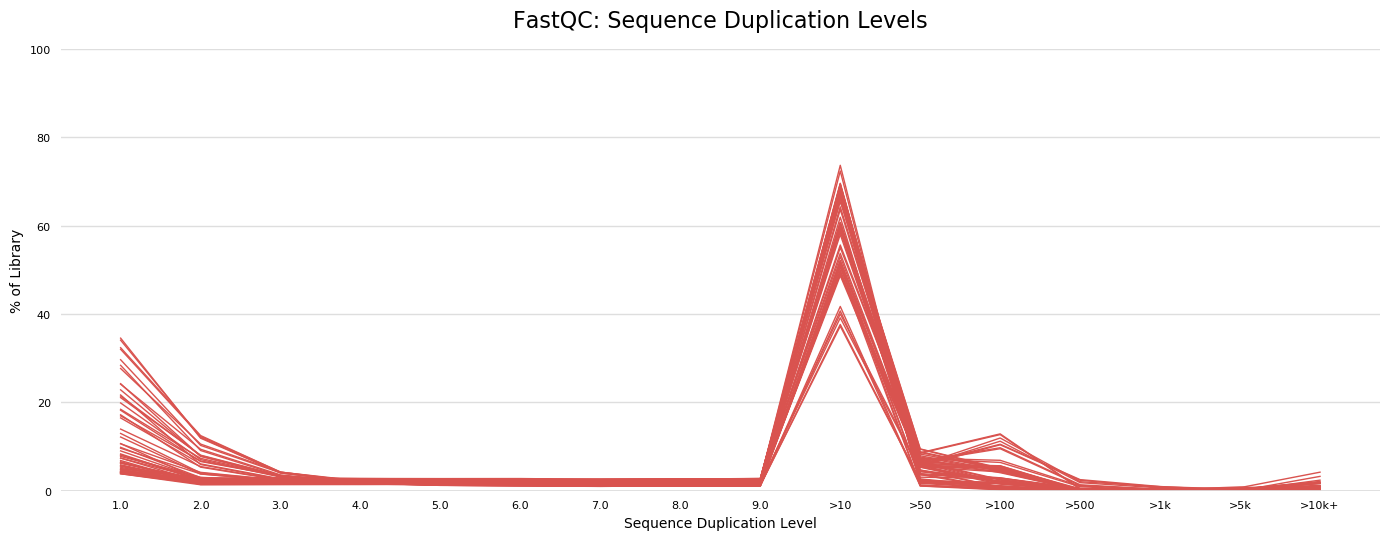 FastQC: Sequence Duplication Levels
100
80
60
40
20
0
% of Library
1.0 2.0 3.0 4.0 5.0 6.0 7.0 8.0 9.0 >10 >50 >100 >500 >1k >5k >10k+
Sequence Duplication Level